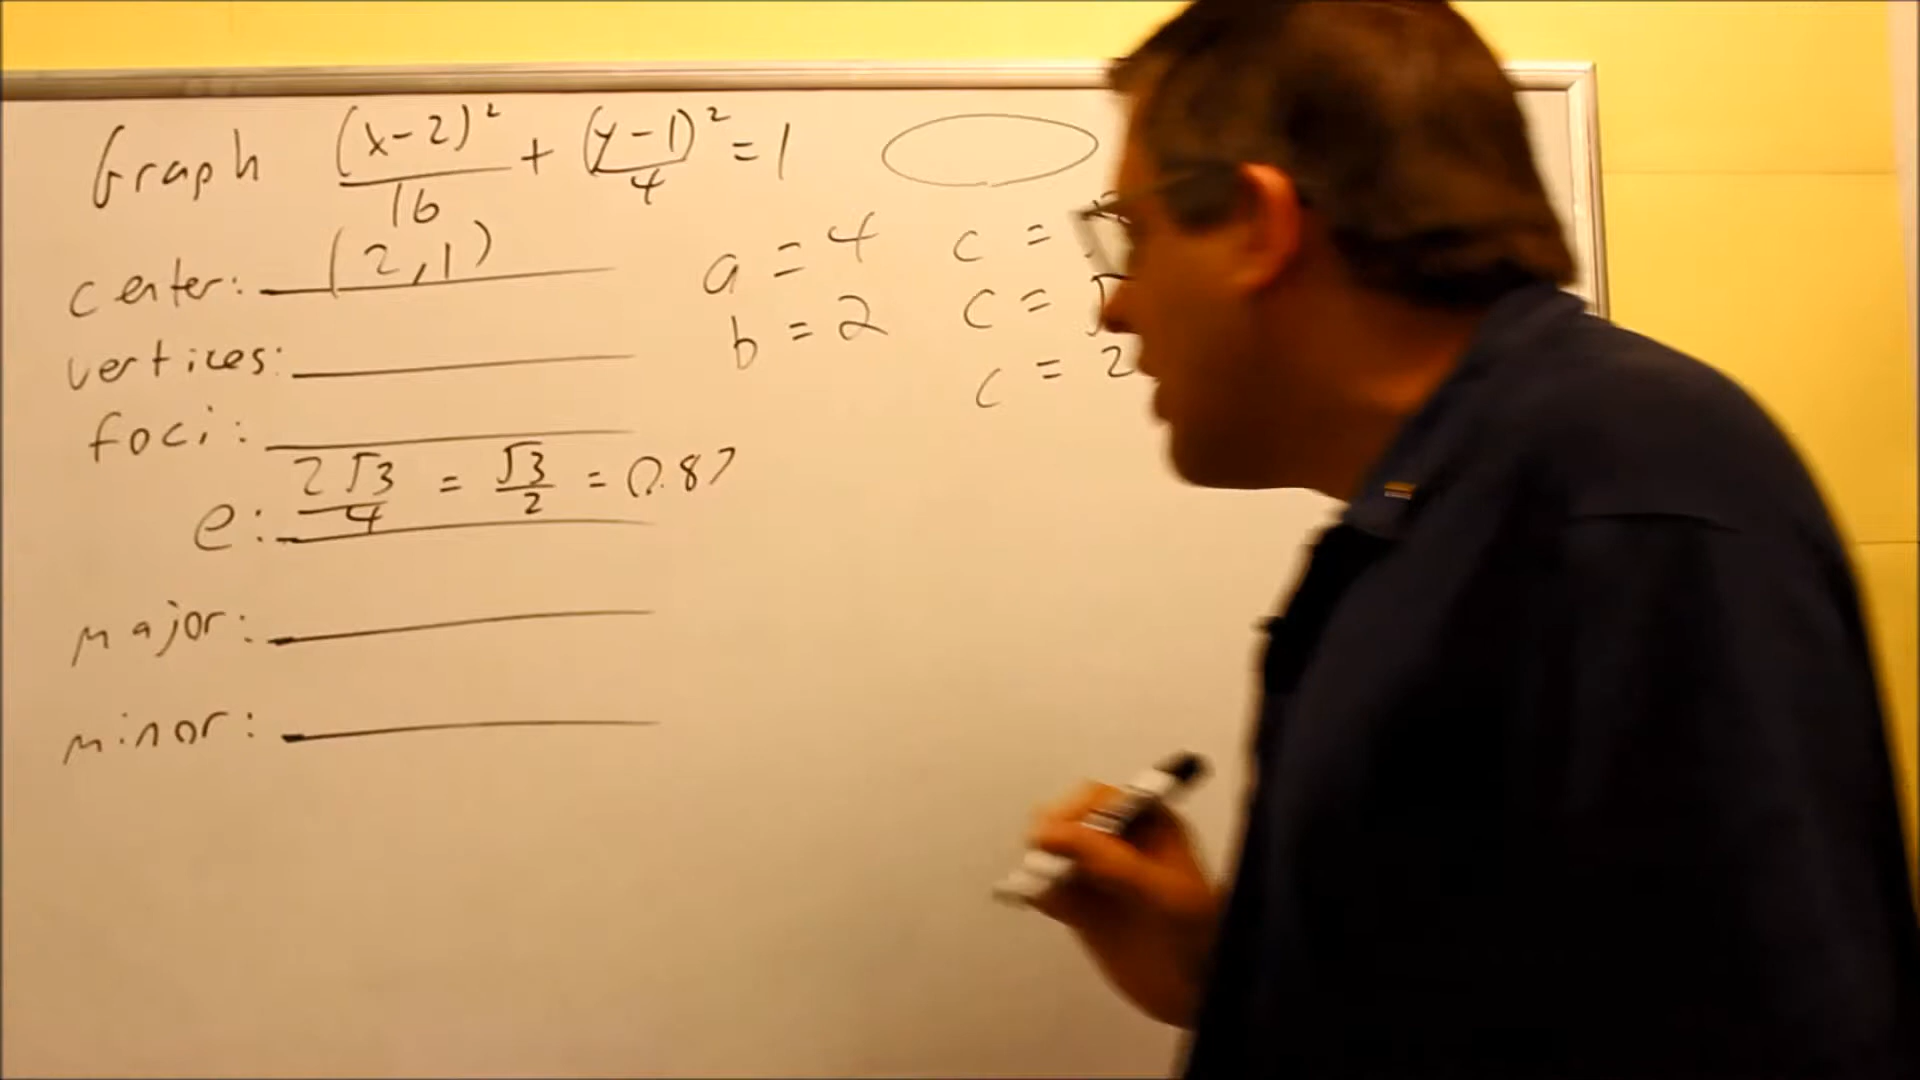 Graph (x-2)²/16 + (y-1)²/4 = 1
center: (2,1)
vertices:
foci:
e: 2√3/4 = √3/2 = 0.87
major:
minor:
a = 4
b = 2
c =
c = √
c = 2